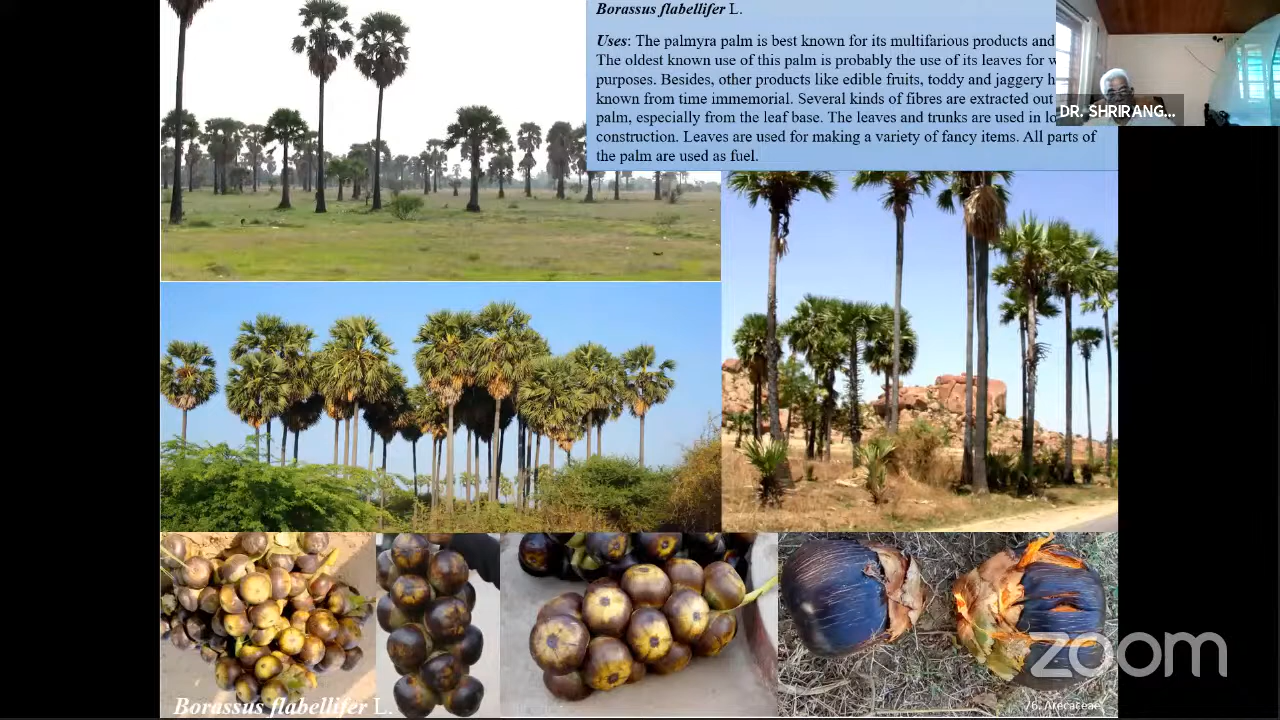 Borassus flabellifer L.
Uses: The palmyra palm is best known for its multifarious products and
The oldest known use of this palm is probably the use of its leaves for
purposes. Besides, other products like edible fruits, toddy and jaggery
known from time immemorial. Several kinds of fibres are extracted out
palm, especially from the leaf base. The leaves and trunks are used in
construction. Leaves are used for making a variety of fancy items. All parts of
the palm are used as fuel.
DR. SHRIRANG...
Borassus flabellifer L.
zoom
76. Arecaceae